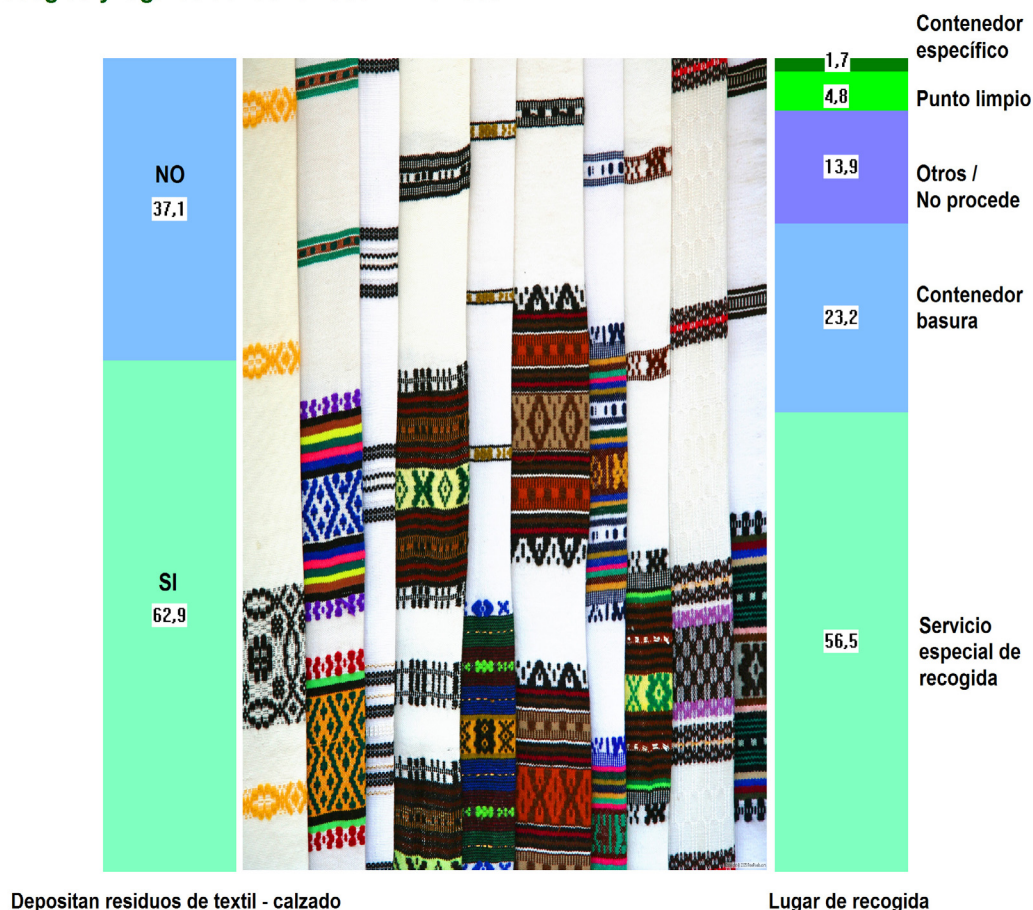 Contenedor
específico
1,7
4,8
Punto limpio
NO
37,1
13,9
Otros /
No procede
Contenedor
basura
23,2
SI
62,9
56,5
Servicio
especial de
recogida
Depositan residuos de textil - calzado
Lugar de recogida